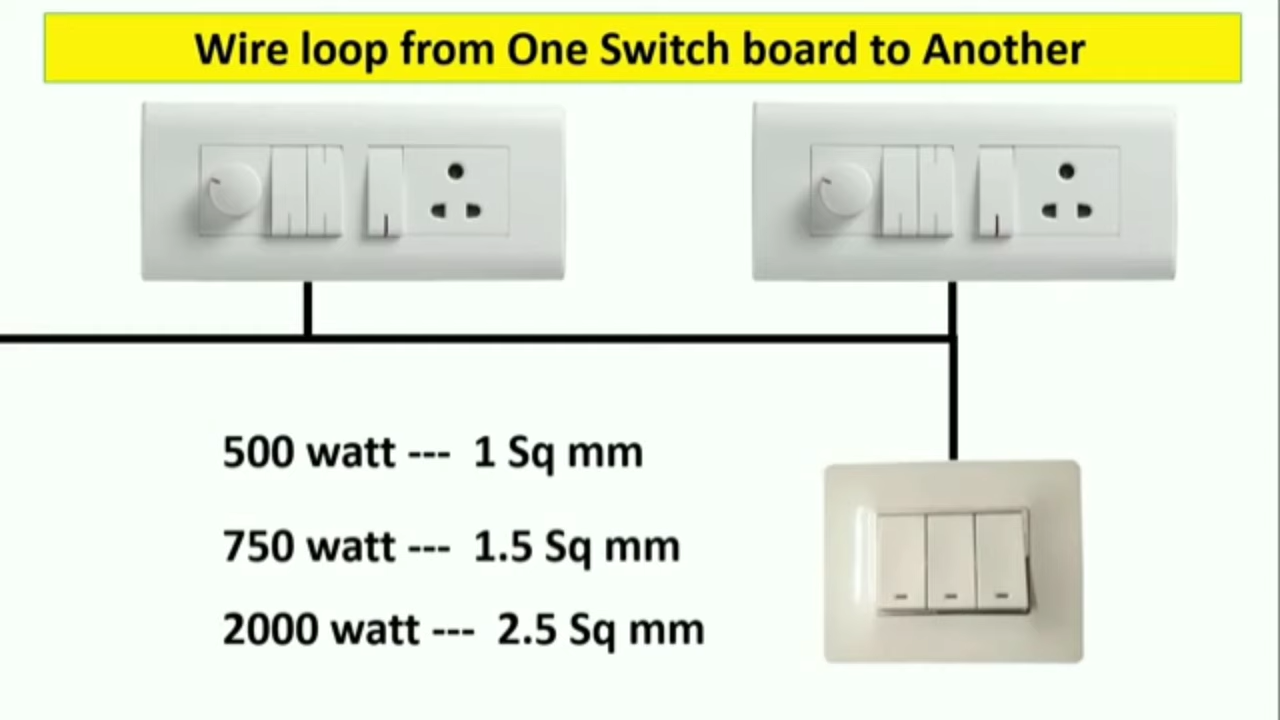 Wire loop from One Switch board to Another
500 watt --- 1 Sq mm
750 watt --- 1.5 Sq mm
2000 watt --- 2.5 Sq mm